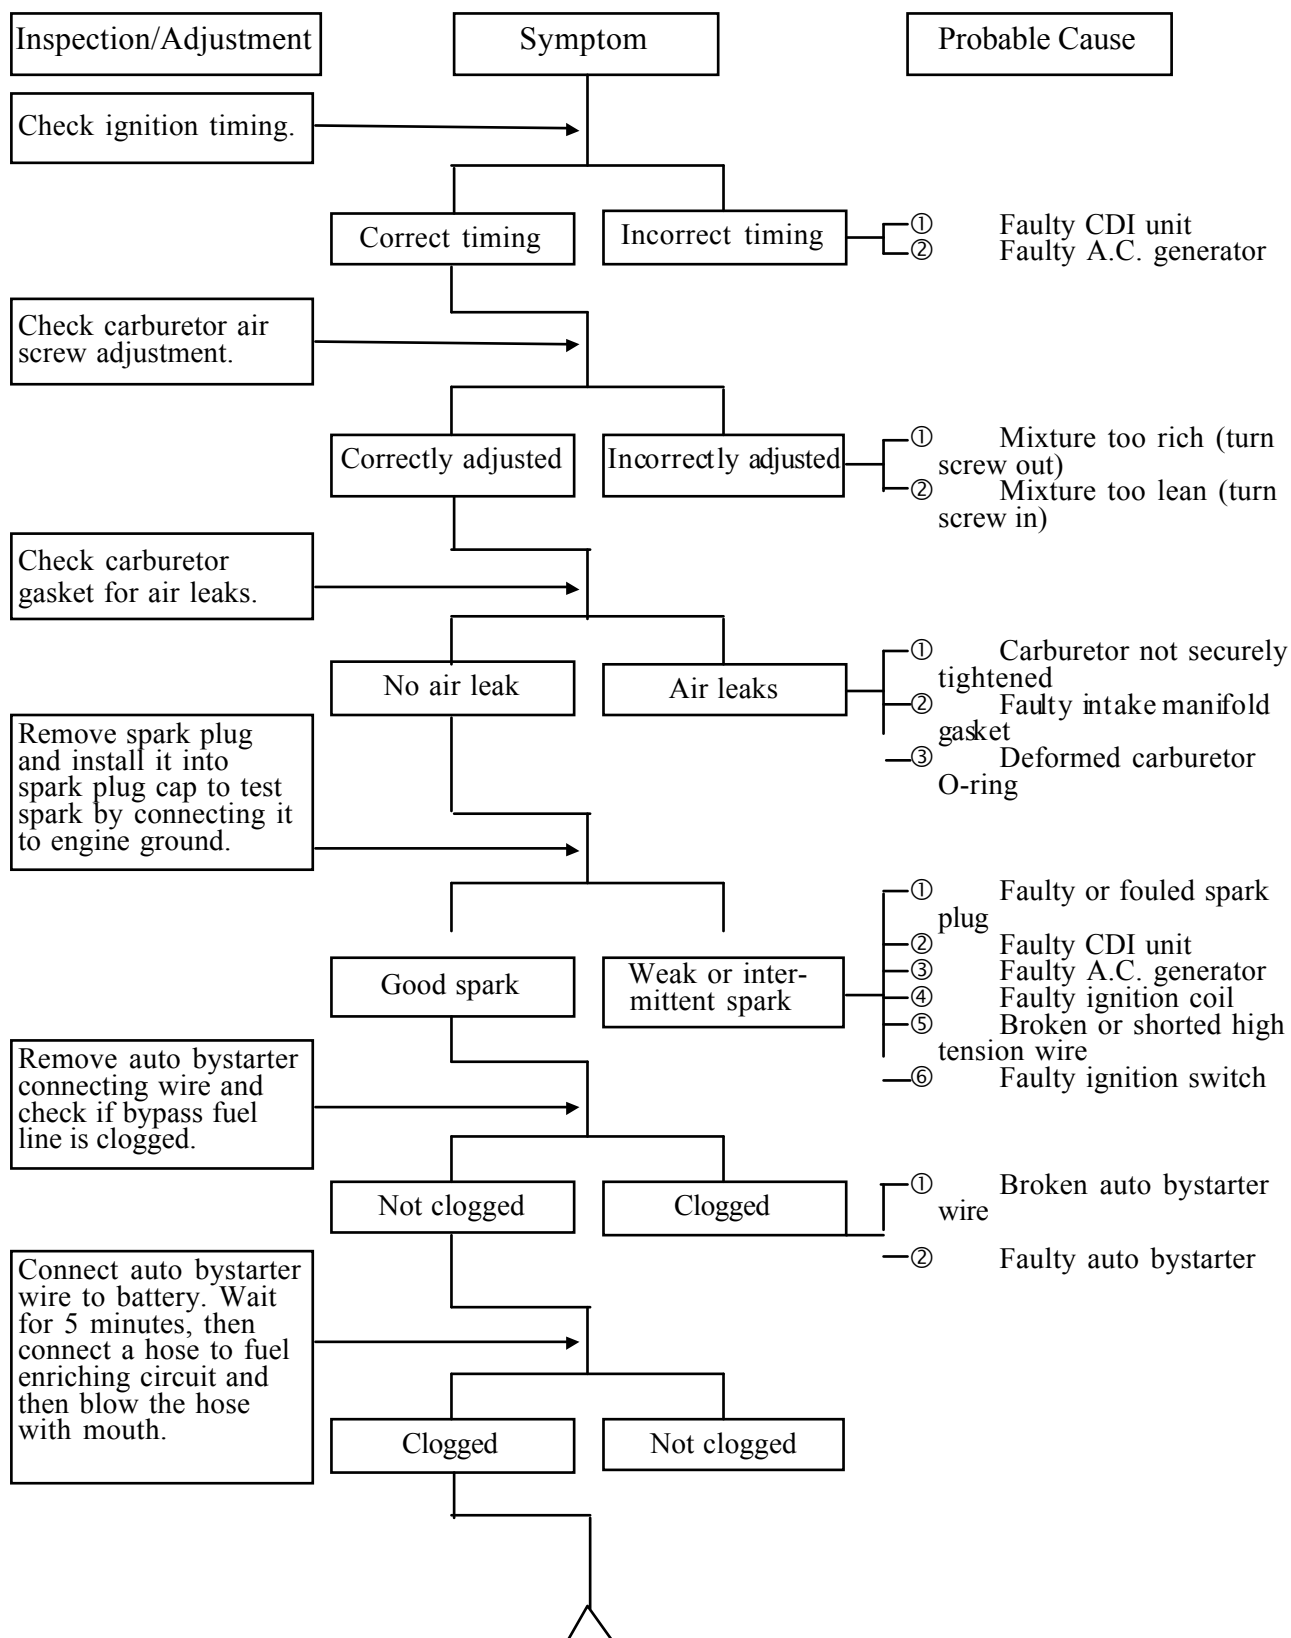 Inspection/Adjustment
Symptom
Probable Cause
Check ignition timing.
Correct timing
Incorrect timing
① Faulty CDI unit
② Faulty A.C. generator
Check carburetor air
screw adjustment.
Correctly adjusted
Incorrectly adjusted
① Mixture too rich (turn
screw out)
② Mixture too lean (turn
screw in)
Check carburetor
gasket for air leaks.
No air leak
Air leaks
① Carburetor not securely
tightened
② Faulty intake manifold
gasket
③ Deformed carburetor
O-ring
Remove spark plug
and install it into
spark plug cap to test
spark by connecting it
to engine ground.
Good spark
Weak or inter-
mittent spark
① Faulty or fouled spark
plug
② Faulty CDI unit
③ Faulty A.C. generator
④ Faulty ignition coil
⑤ Broken or shorted high
tension wire
⑥ Faulty ignition switch
Remove auto bystarter
connecting wire and
check if bypass fuel
line is clogged.
Not clogged
Clogged
① Broken auto bystarter
wire
② Faulty auto bystarter
Connect auto bystarter
wire to battery. Wait
for 5 minutes, then
connect a hose to fuel
enriching circuit and
then blow the hose
with mouth.
Clogged
Not clogged